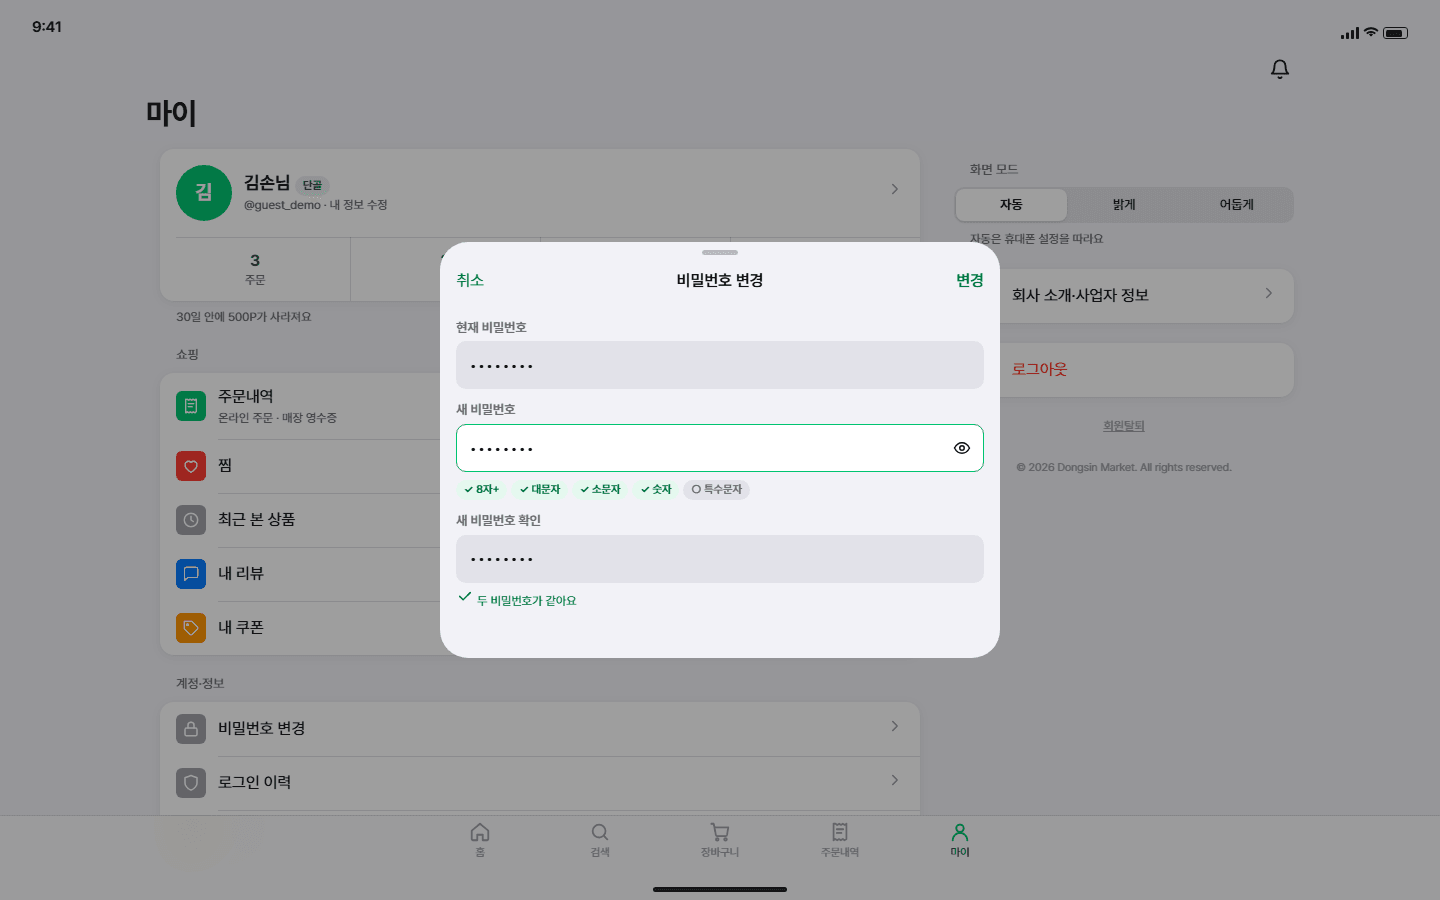 9:41
마이
김
김손님 단골
@guest_demo · 내 정보 수정
3
주문
30일 안에 500P가 사라져요
쇼핑
주문내역
온라인 주문 · 매장 영수증
찜
최근 본 상품
내 리뷰
내 쿠폰
계정·정보
비밀번호 변경
로그인 이력
화면 모드
자동 밝게 어둡게
자동은 휴대폰 설정을 따라요
회사 소개·사업자 정보
로그아웃
회원탈퇴
© 2026 Dongsin Market. All rights reserved.
취소 비밀번호 변경 변경
현재 비밀번호
••••••••
새 비밀번호
••••••••
8자+ 대문자 소문자 숫자 특수문자
새 비밀번호 확인
••••••••
두 비밀번호가 같아요
홈 검색 장바구니 주문내역 마이